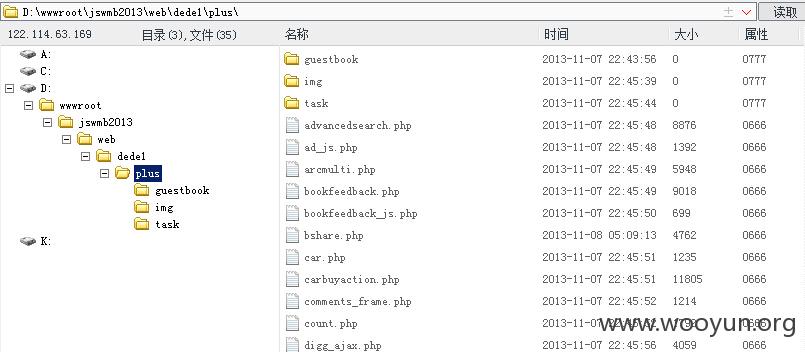 D:\wwwroot\jswmb2013\web\dede1\plus\ 读取
122.114.63.169 目录(3),文件(35) 名称 时间 大小 属性
A:
C:
D:
wwwroot
jswmb2013
web
dede1
plus
guestbook
img
task
K:
guestbook 2013-11-07 22:43:56 0 0777
img 2013-11-07 22:45:39 0 0777
task 2013-11-07 22:45:44 0 0777
advancedsearch.php 2013-11-07 22:45:48 8876 0666
ad_js.php 2013-11-07 22:45:48 1392 0666
arcmulti.php 2013-11-07 22:45:49 5948 0666
bookfeedback.php 2013-11-07 22:45:49 9018 0666
bookfeedback_js.php 2013-11-07 22:45:50 699 0666
bshare.php 2013-11-08 05:09:13 4762 0666
car.php 2013-11-07 22:45:51 1235 0666
carbuyaction.php 2013-11-07 22:45:51 11805 0666
comments_frame.php 2013-11-07 22:45:52 1214 0666
count.php 2013-11-07 22:45:52 0666
digg_ajax.php 2013-11-07 22:45:56 4059 0666
www.wooyun.org